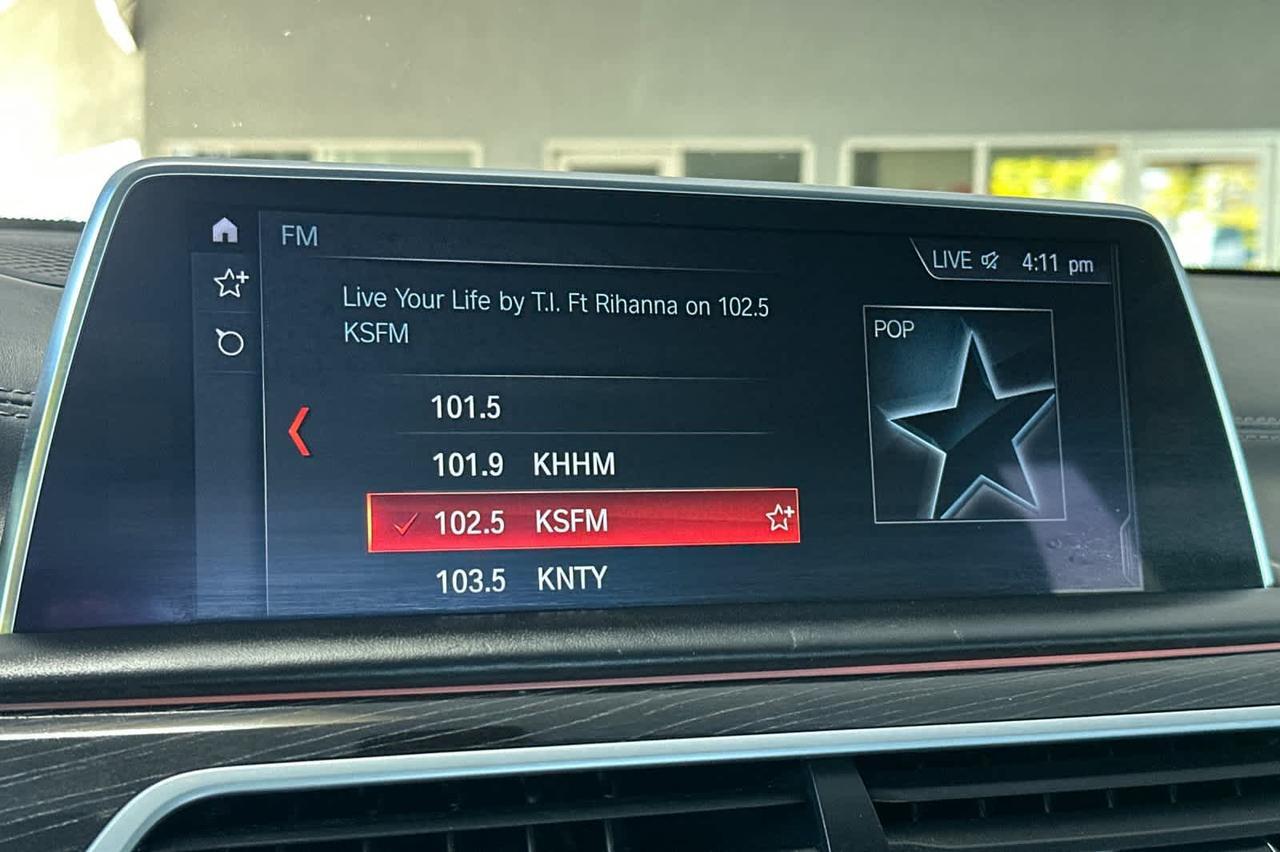 FM
LIVE 4:11 pm
Live Your Life by T.I. Ft Rihanna on 102.5
KSFM
POP
101.5
101.9 KHHM
102.5 KSFM
103.5 KNTY